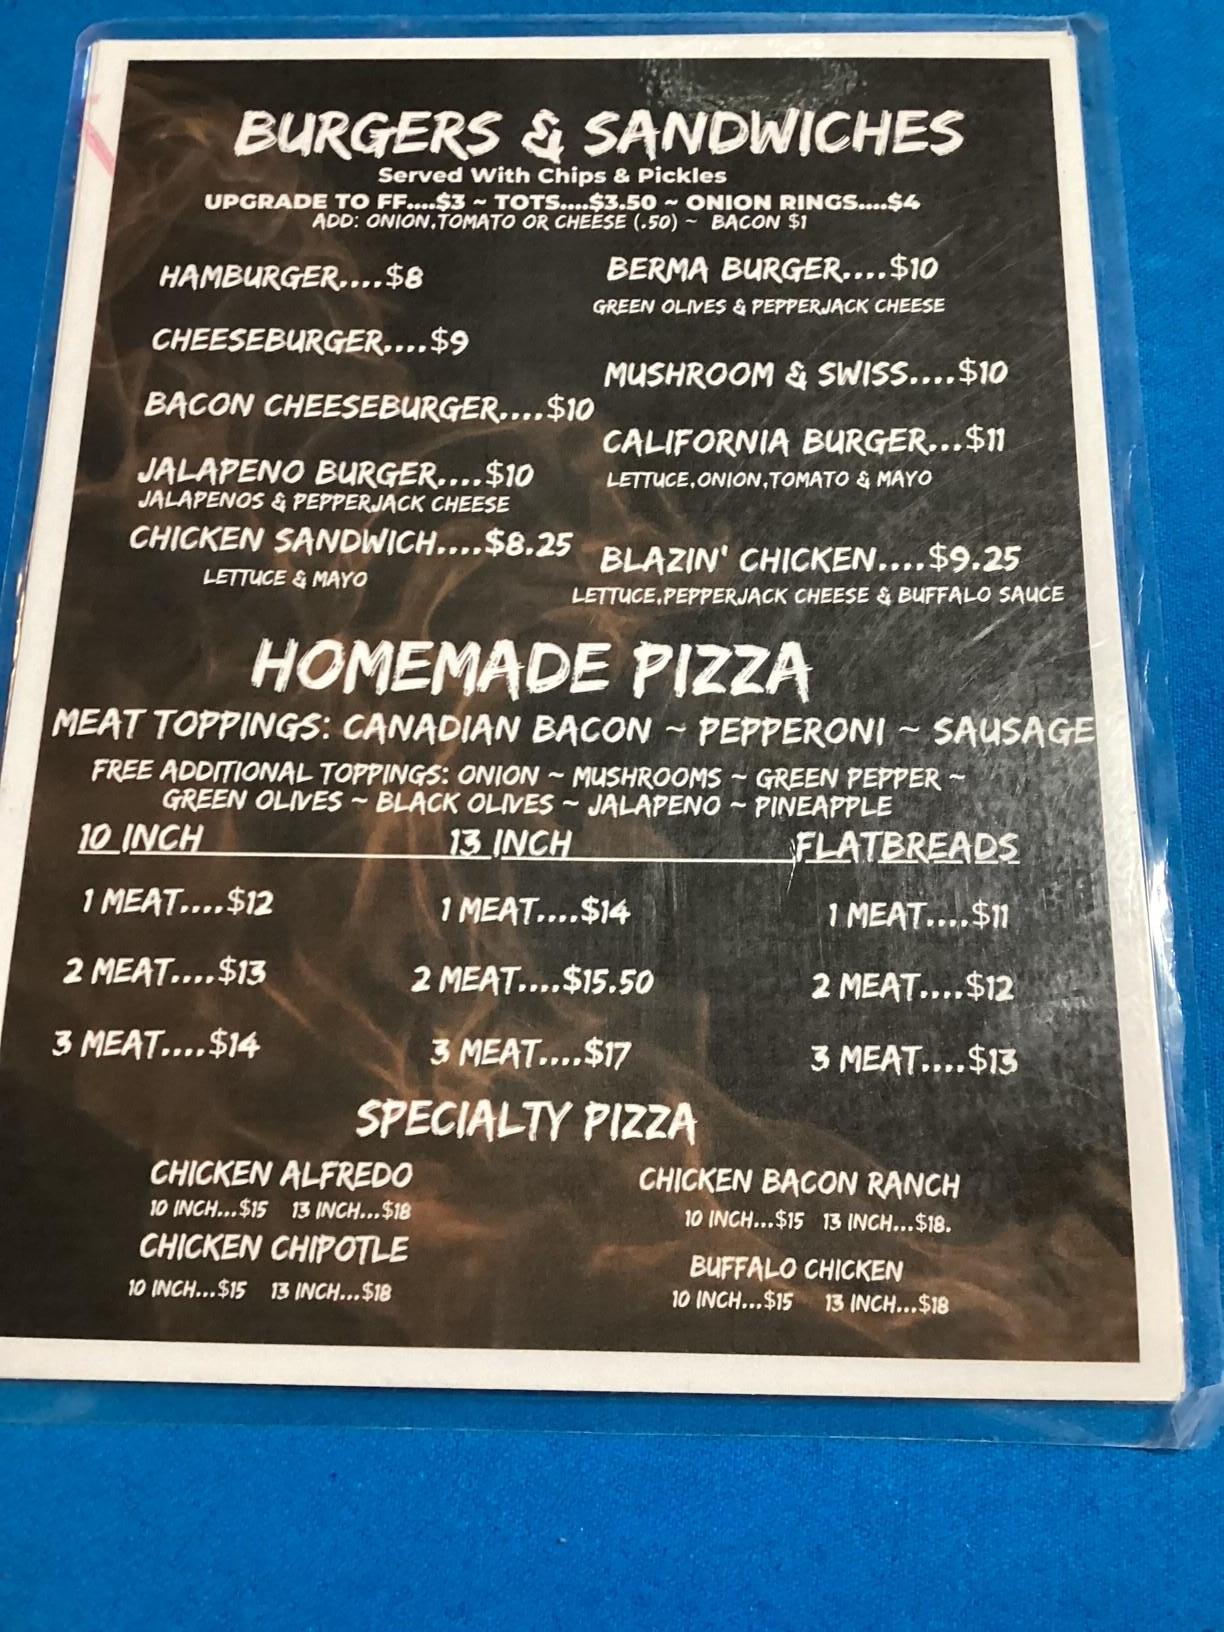 BURGERS & SANDWICHES
Served With Chips & Pickles
UPGRADE TO FF....$3 ~ TOTS....$3.50 ~ ONION RINGS....$4
ADD: ONION,TOMATO OR CHEESE (.50) ~ BACON $1
HAMBURGER....$8
CHEESEBURGER....$9
BACON CHEESEBURGER....$10
JALAPENO BURGER....$10
JALAPENOS & PEPPERJACK CHEESE
CHICKEN SANDWICH....$8.25
LETTUCE & MAYO
BERMA BURGER....$10
GREEN OLIVES & PEPPERJACK CHEESE
MUSHROOM & SWISS....$10
CALIFORNIA BURGER...$11
LETTUCE,ONION,TOMATO & MAYO
BLAZIN' CHICKEN....$9.25
LETTUCE,PEPPERJACK CHEESE & BUFFALO SAUCE
HOMEMADE PIZZA
MEAT TOPPINGS: CANADIAN BACON ~ PEPPERONI ~ SAUSAGE
FREE ADDITIONAL TOPPINGS: ONION ~ MUSHROOMS ~ GREEN PEPPER ~
GREEN OLIVES ~ BLACK OLIVES ~ JALAPENO ~ PINEAPPLE
10 INCH 13 INCH FLATBREADS
1 MEAT....$12 1 MEAT....$14 1 MEAT....$11
2 MEAT....$13 2 MEAT....$15.50 2 MEAT....$12
3 MEAT....$14 3 MEAT....$17 3 MEAT....$13
SPECIALTY PIZZA
CHICKEN ALFREDO
10 INCH...$15 13 INCH...$18
CHICKEN CHIPOTLE
10 INCH...$15 13 INCH...$18
CHICKEN BACON RANCH
10 INCH...$15 13 INCH...$18.
BUFFALO CHICKEN
10 INCH...$15 13 INCH...$18